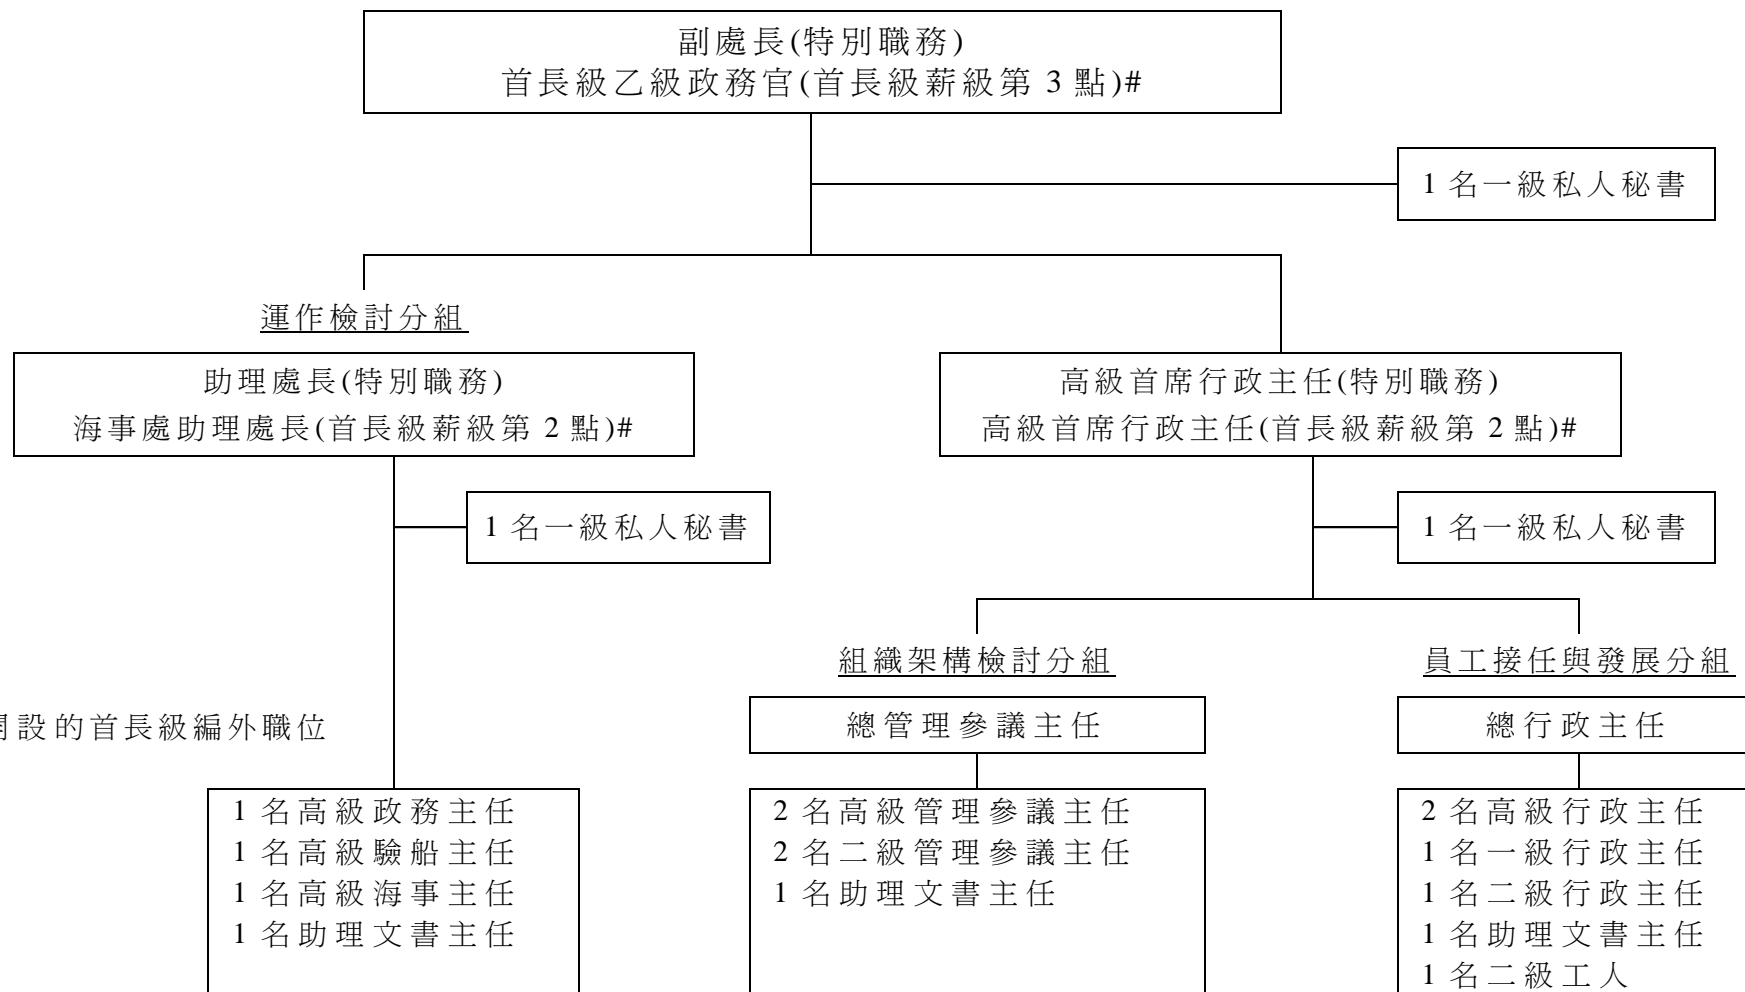 副處長(特別職務)
首長級乙級政務官(首長級薪級第 3 點)#
1 名一級私人秘書
運作檢討分組
助理處長(特別職務)
海事處助理處長(首長級薪級第 2 點)#
高級首席行政主任(特別職務)
高級首席行政主任(首長級薪級第 2 點)#
1 名一級私人秘書
1 名一級私人秘書
組織架構檢討分組
員工接任與發展分組
總管理參議主任
總行政主任
設的首長級編外職位
1 名高級政務主任
1 名高級驗船主任
1 名高級海事主任
1 名助理文書主任
2 名高級管理參議主任
2 名二級管理參議主任
1 名助理文書主任
2 名高級行政主任
1 名一級行政主任
1 名二級行政主任
1 名助理文書主任
1 名二級工人